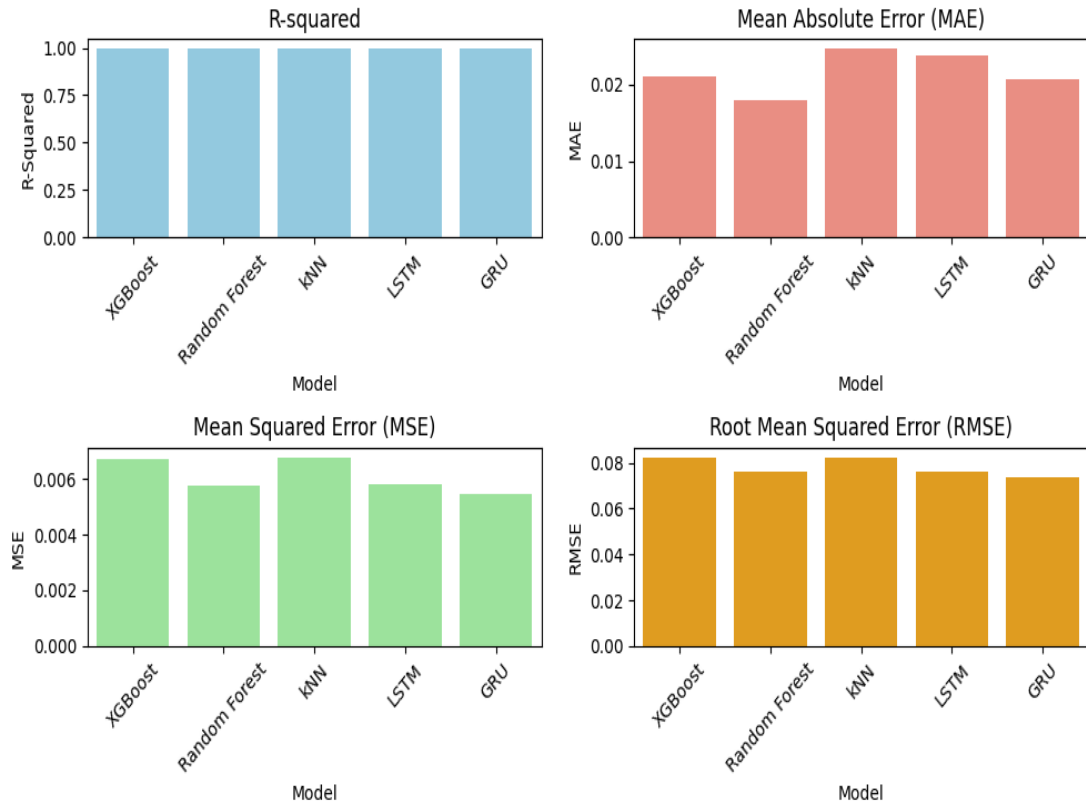 R-squared
R-Squared
1.00
0.75
0.50
0.25
0.00
XGBoost
Random Forest
kNN
LSTM
GRU
Model
Mean Absolute Error (MAE)
MAE
0.02
0.01
0.00
XGBoost
Random Forest
kNN
LSTM
GRU
Model
Mean Squared Error (MSE)
MSE
0.006
0.004
0.002
0.000
XGBoost
Random Forest
kNN
LSTM
GRU
Model
Root Mean Squared Error (RMSE)
RMSE
0.08
0.06
0.04
0.02
0.00
XGBoost
Random Forest
kNN
LSTM
GRU
Model